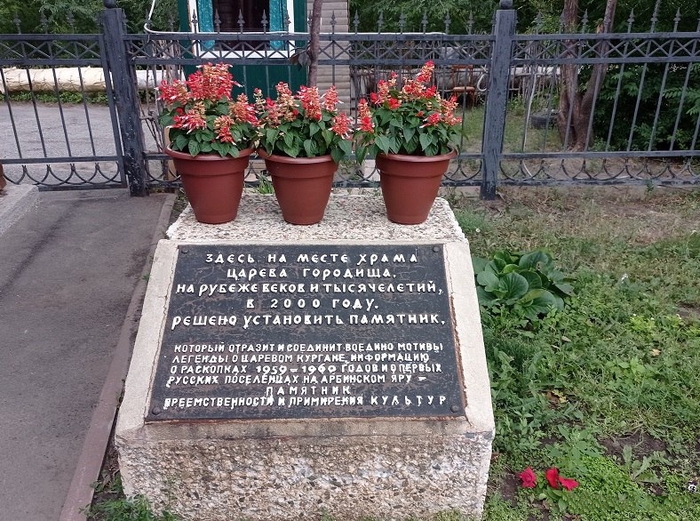 ЗДЕСЬ НА МЕСТЕ ХРАМА
ЦАРЕВА ГОРОДИЩА,
НА РУБЕЖЕ ВЕКОВ И ТЫСЯЧЕЛЕТИЙ,
В 2000 ГОДУ,
РЕШЕНО УСТАНОВИТЬ ПАМЯТНИК,
КОТОРЫЙ ОТРАЗИТ И СОЕДИНИТ ВОЕДИНО МОТИВЫ
ЛЕГЕНДЫ О ЦАРЕВОМ КУРГАНЕ, ИНФОРМАЦИЮ
О РАСКОПКАХ 1959-1960 ГОДОВ И О ПЕРВЫХ
РУССКИХ ПОСЕЛЕНЦАХ НА АРБИНСКОМ ЯРУ -
ПАМЯТНИК
ПРЕЕМСТВЕННОСТИ И ПРИМИРЕНИЯ КУЛЬТУР